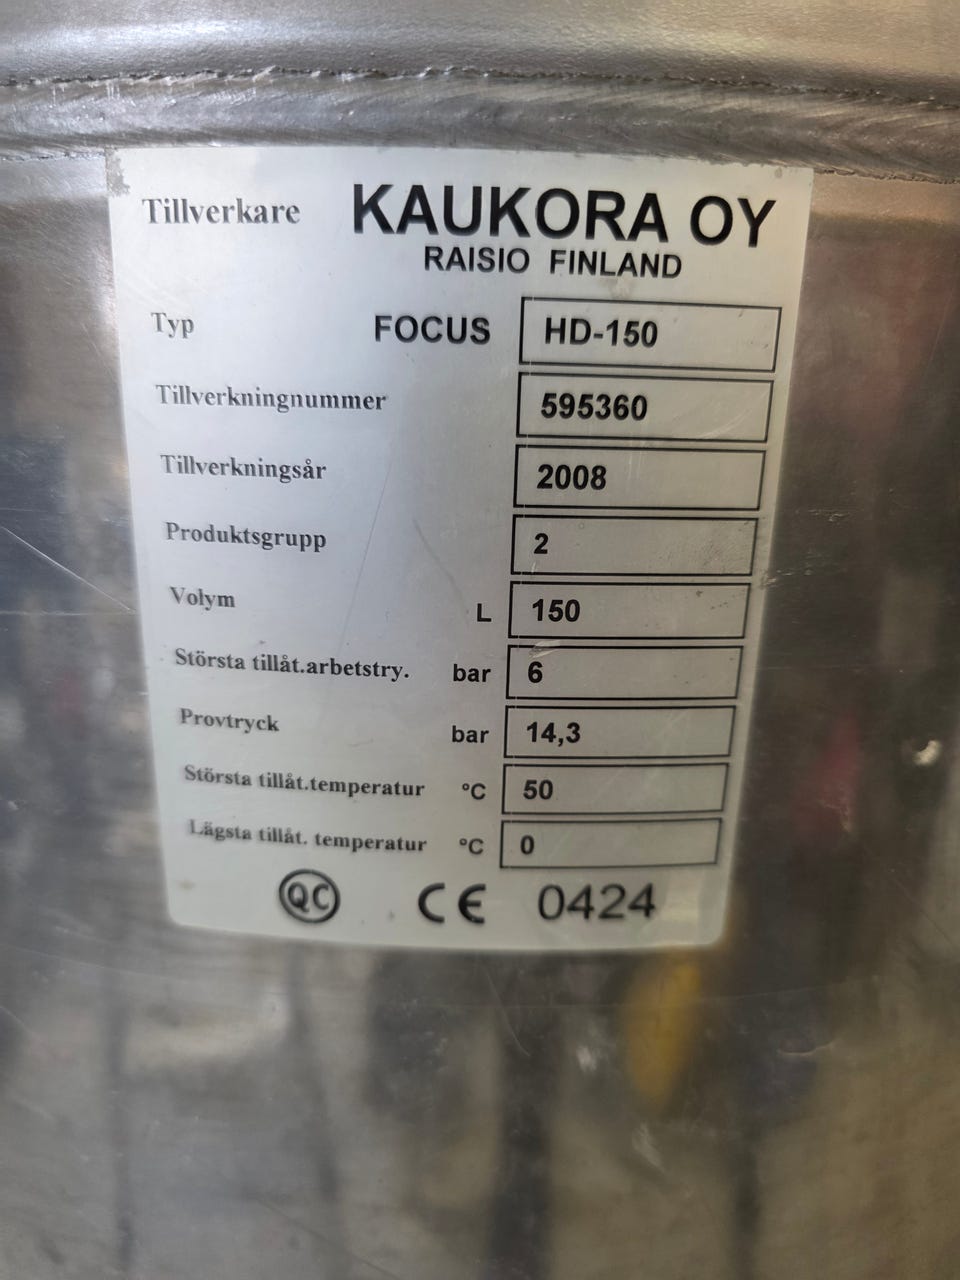 Tillverkare KAUKORA OY
RAISIO FINLAND
Typ FOCUS HD-150
Tillverkningnummer 595360
Tillverkningsår 2008
Produktsgrupp 2
Volym L 150
Största tillåt.arbetstry. bar 6
Provtryck bar 14,3
Största tillåt.temperatur °C 50
Lägsta tillåt. temperatur °C 0
QC CE 0424